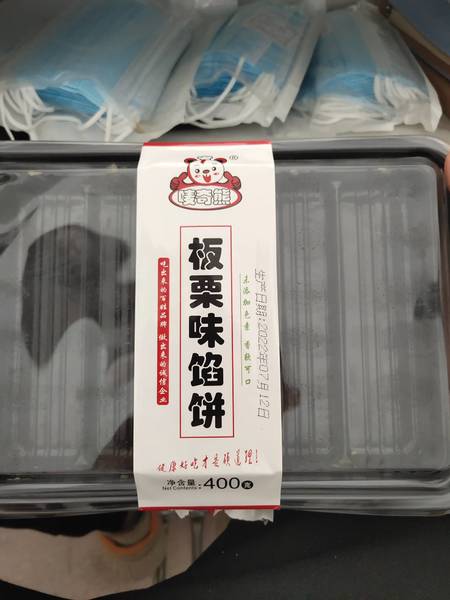 ®
嗪奇熊
板栗味馅饼
吃出来的百姓品牌 做出来的诚信企业
未添加色素 香软可口
生产日期:2022年07月12日
健康好吃才是硬道理!
净含量:
Net Contents:
400克